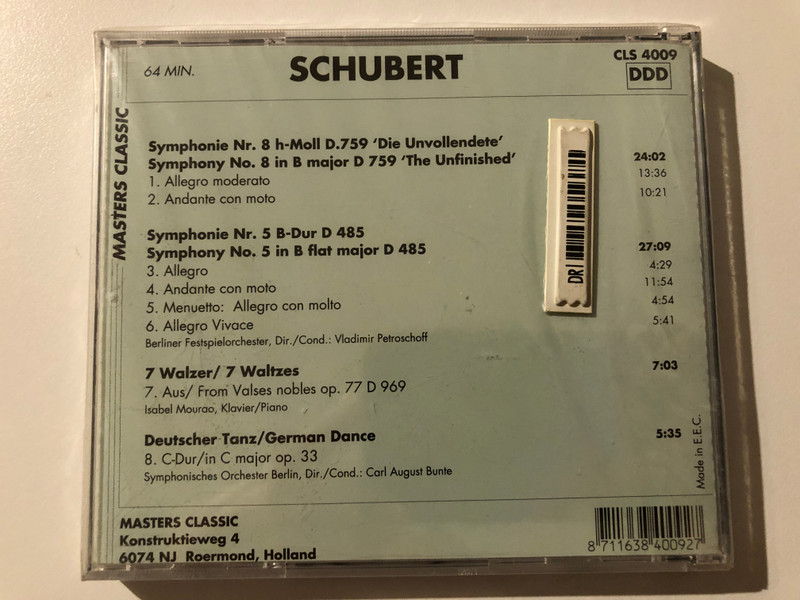 64 MIN.
SCHUBERT
CLS 4009
DDD
MASTERS CLASSIC
Symphonie Nr. 8 h-Moll D.759 ‘Die Unvollendete’
Symphony No. 8 in B major D 759 ‘The Unfinished’ 24:02
1. Allegro moderato 13:36
2. Andante con moto 10:21
Symphonie Nr. 5 B-Dur D 485
Symphony No. 5 in B flat major D 485 27:09
3. Allegro 4:29
4. Andante con moto 11:54
5. Menuetto: Allegro con molto 4:54
6. Allegro Vivace 5:41
Berliner Festspielorchester, Dir./Cond.: Vladimir Petroschoff
7 Walzer/ 7 Waltzes 7:03
7. Aus/ From Valses nobles op. 77 D 969
Isabel Mourao, Klavier/Piano
Deutscher Tanz/German Dance 5:35
8. C-Dur/in C major op. 33
Symphonisches Orchester Berlin, Dir./Cond.: Carl August Bunte
DR
Made in E.E.C.
MASTERS CLASSIC
Konstruktieweg 4
6074 NJ Roermond, Holland
8 711638 400927